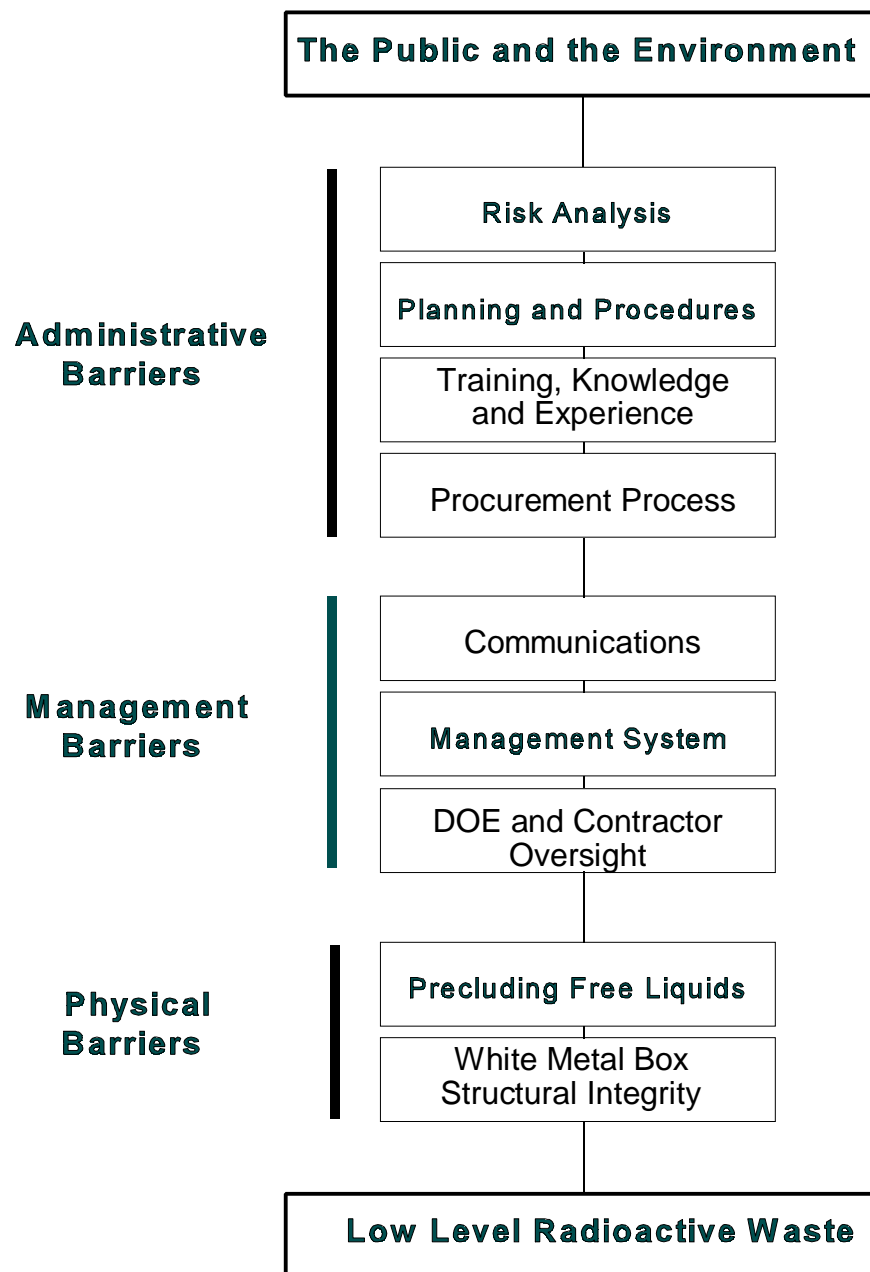 The Public and the Environment
Risk Analysis
Planning and Procedures
Administrative
Barriers
Training, Knowledge
and Experience
Procurement Process
Communications
Management
Barriers
Management System
DOE and Contractor
Oversight
Precluding Free Liquids
Physical
Barriers
White Metal Box
Structural Integrity
Low Level Radioactive Waste